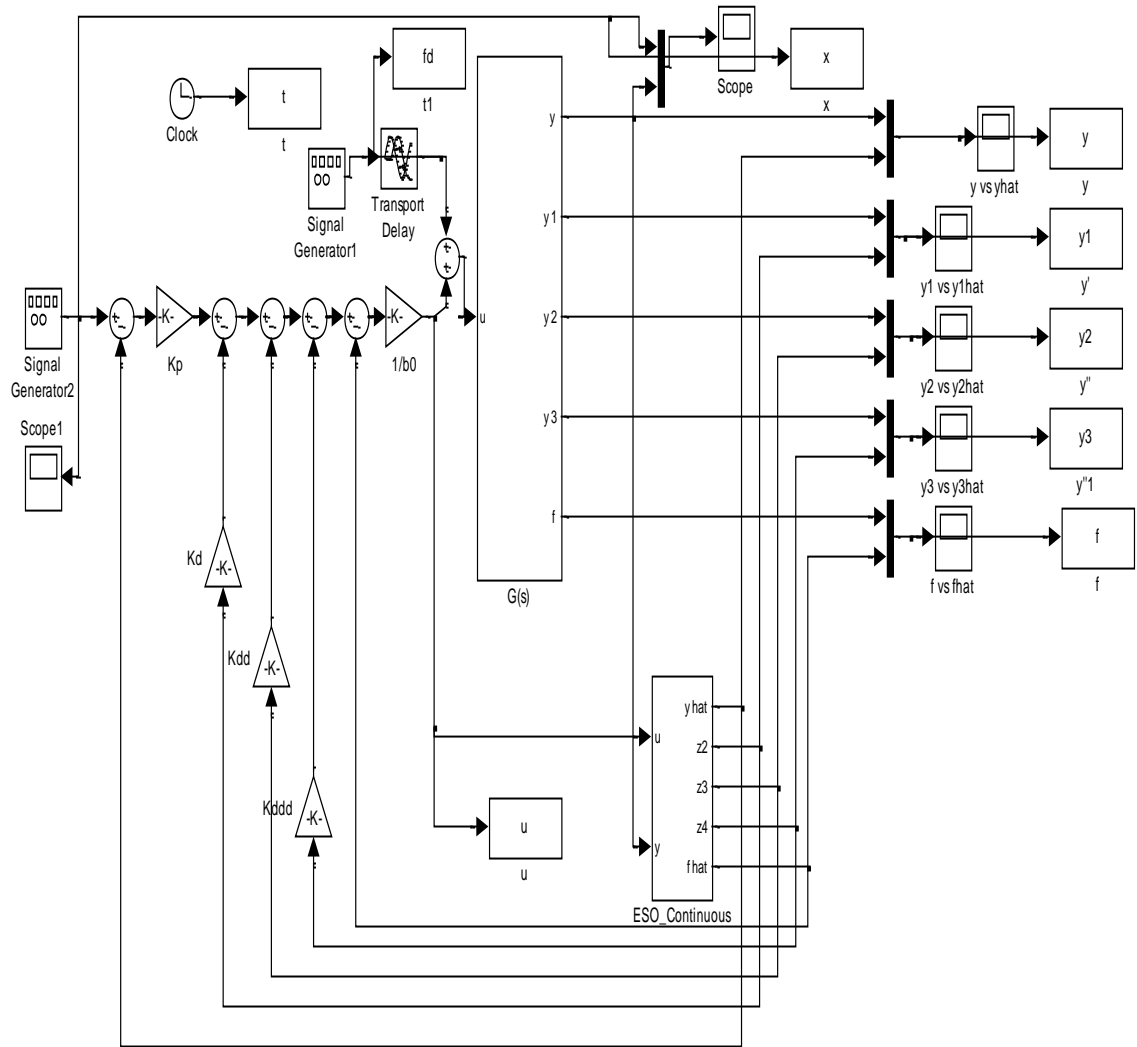 fd
t1
Scope
x
x
t
t
Clock
Signal
Generator1
Transport
Delay
y
y vs yhat
y
y
y1
y1 vs y1hat
y1
y'
Signal
Generator2
-K-
Kp
-K-
1/b0
u
y2
y2 vs y2hat
y2
y"
Scope1
y3
y3 vs y3hat
y3
y"1
f
f vs fhat
f
f
G(s)
Kd
-K-
Kdd
-K-
Kddd
-K-
u
u
u
y
yhat
z2
z3
z4
fhat
ESO_Continuous